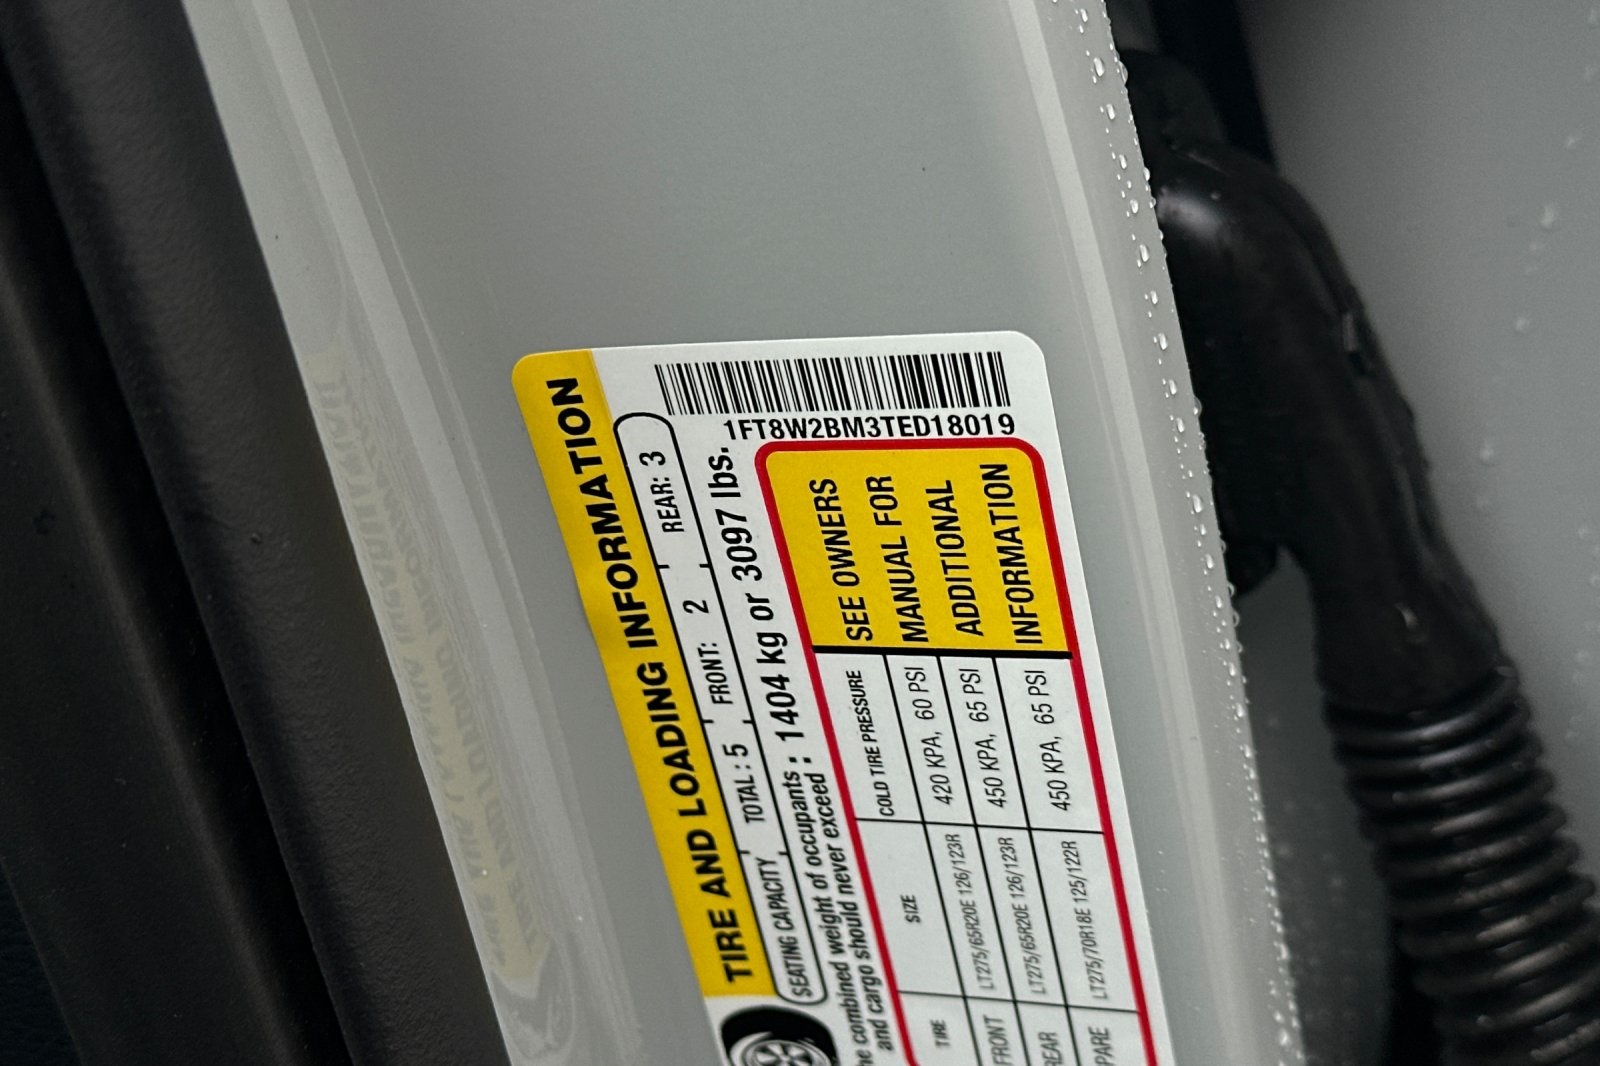 1FT8W2BM3TED18019
TIRE AND LOADING INFORMATION
SEATING CAPACITY TOTAL: 5 FRONT: 2 REAR: 3
combined weight of occupants : 1404 kg or 3097 lbs.
and cargo should never exceed :
TIRE SIZE COLD TIRE PRESSURE
FRONT LT275/65R20E 126/123R 420 KPA, 60 PSI
LT275/65R20E 126/123R 450 KPA, 65 PSI
LT275/70R18E 125/122R 450 KPA, 65 PSI
SEE OWNERS
MANUAL FOR
ADDITIONAL
INFORMATION